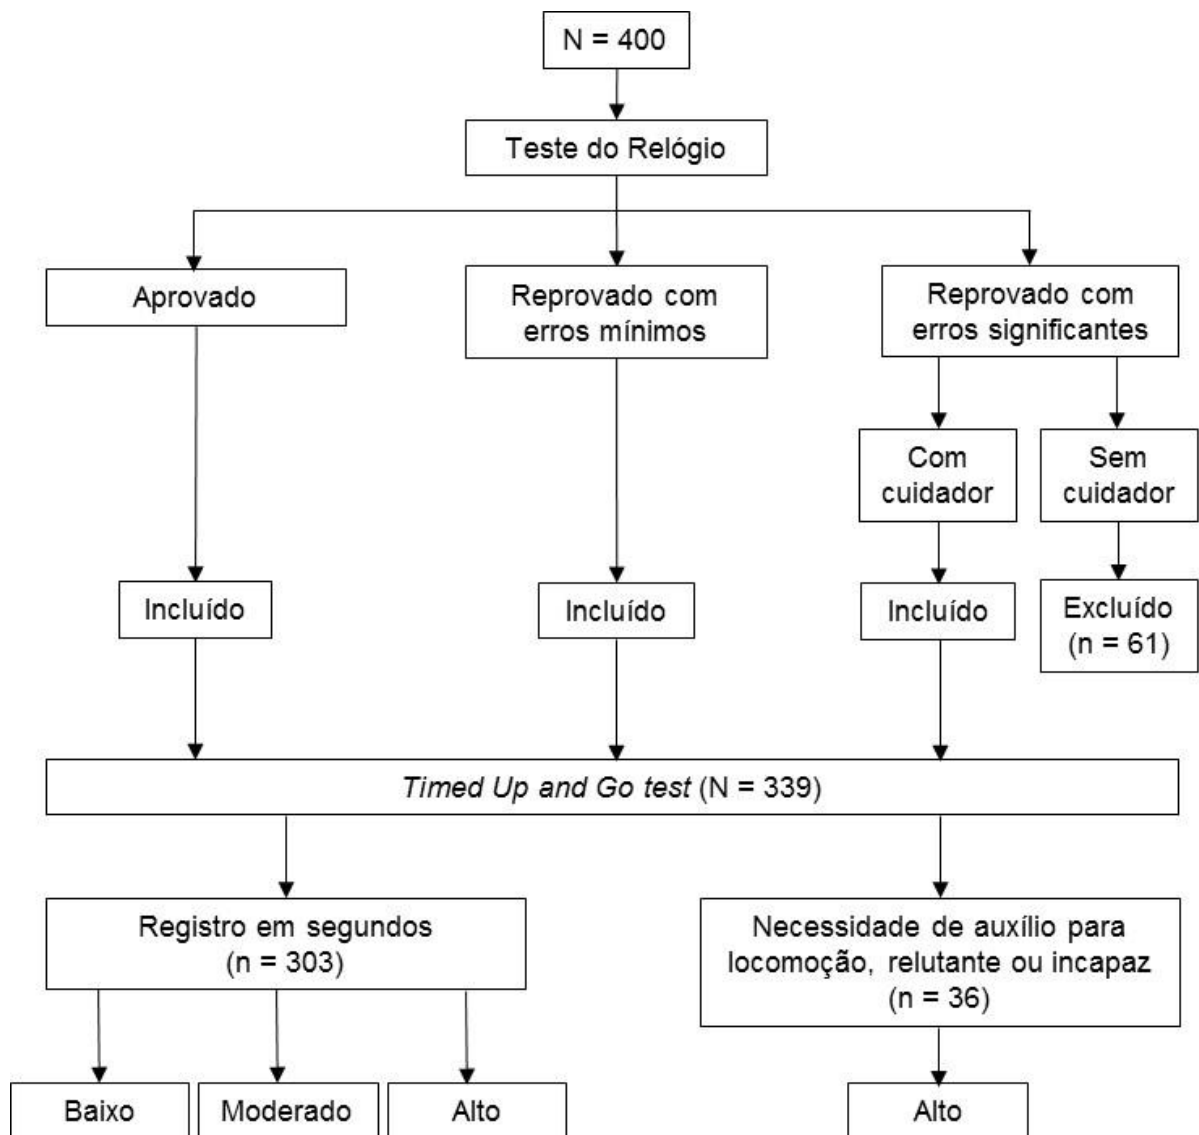 N = 400
Teste do Relógio
Aprovado
Reprovado com
erros mínimos
Reprovado com
erros significantes
Com
cuidador
Sem
cuidador
Incluído
Incluído
Incluído
Excluído
(n = 61)
Timed Up and Go test (N = 339)
Registro em segundos
(n = 303)
Necessidade de auxílio para
locomoção, relutante ou incapaz
(n = 36)
Baixo
Moderado
Alto
Alto